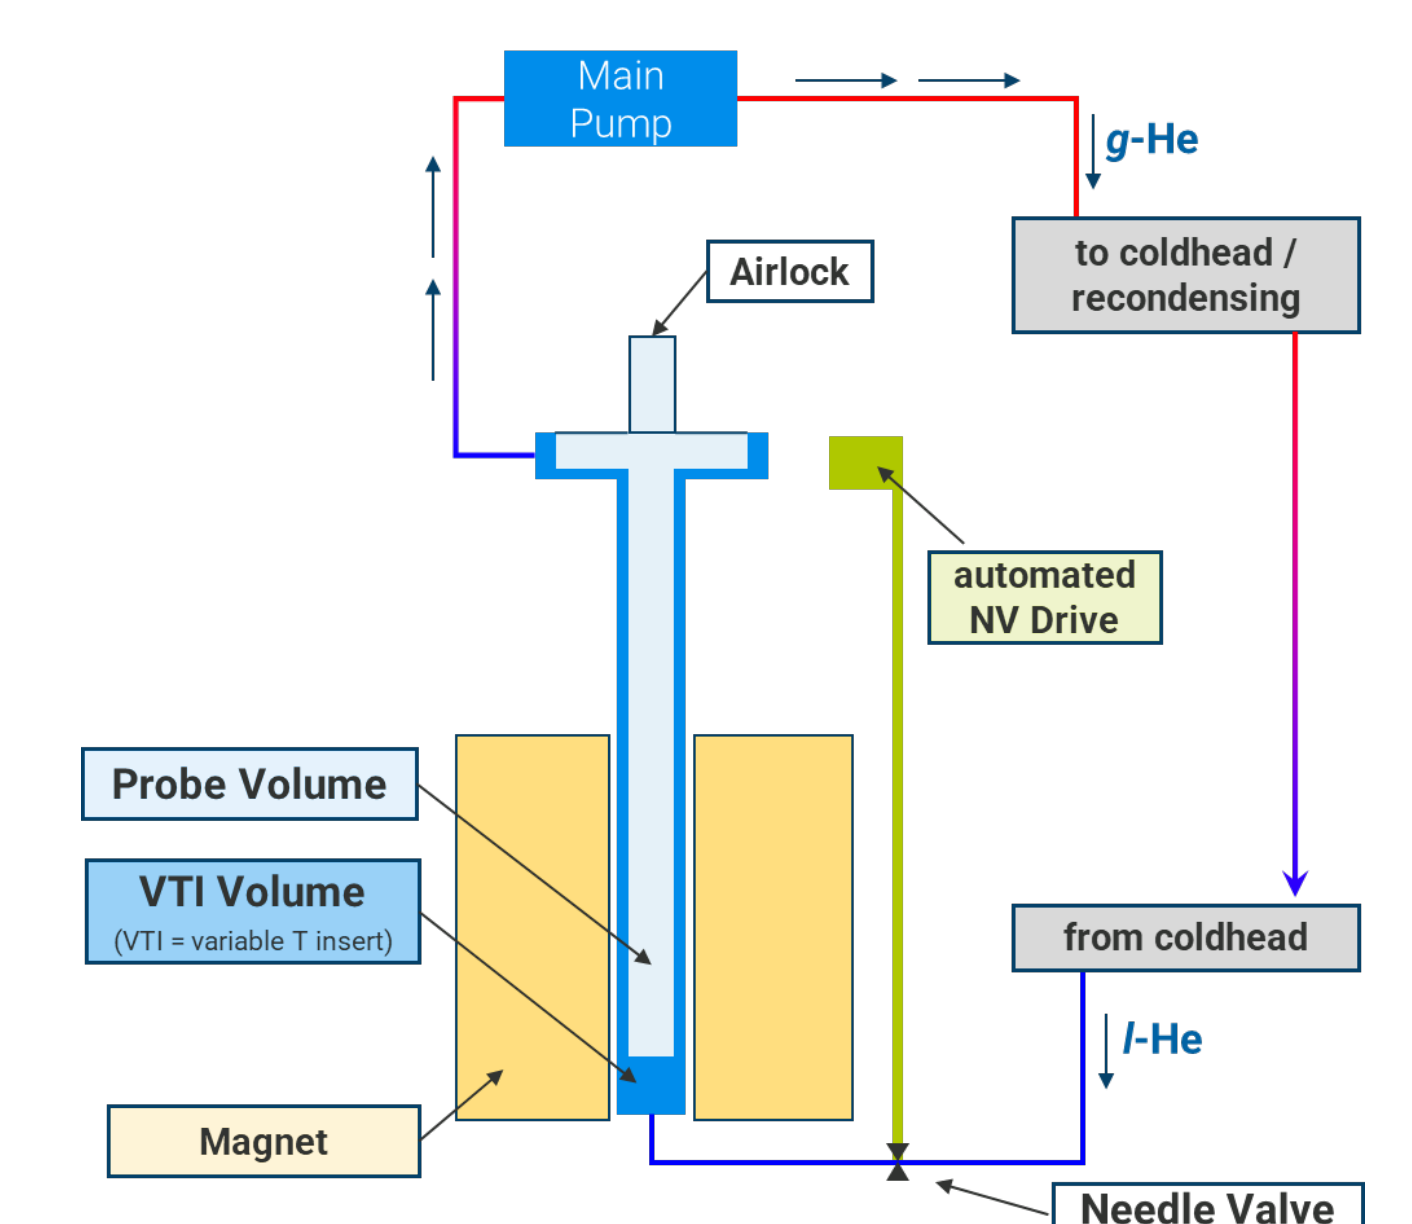 Main
Pump
g-He
to coldhead /
recondensing
Airlock
automated
NV Drive
Probe Volume
VTI Volume
(VTI = variable T insert)
from coldhead
l-He
Magnet
Needle Valve